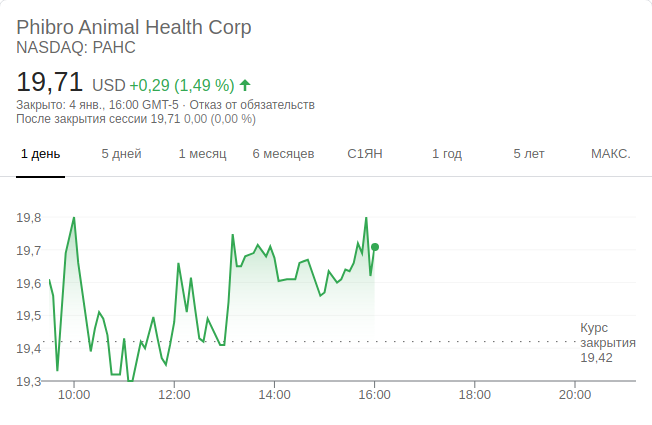 Phibro Animal Health Corp
NASDAQ: PAHC
19,71 USD +0,29 (1,49 %)
Закрыто: 4 янв., 16:00 GMT-5 · Отказ от обязательств
После закрытия сессии 19,71 0,00 (0,00 %)
1 день 5 дней 1 месяц 6 месяцев С1ЯН 1 год 5 лет МАКС.
19,8
19,7
19,6
19,5
19,4
19,3
Курс
закрытия
19,42
10:00 12:00 14:00 16:00 18:00 20:00